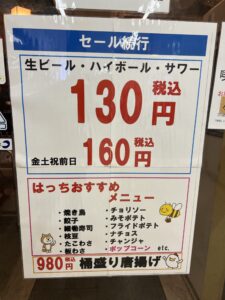 セール続行
生ビール・ハイボール・サワー
130円 税込
金土祝前日 160円 税込
はっちおすすめ
メニュー
・焼き鳥
・餃子
・細巻寿司
・枝豆
・たこわさ
・板わさ
・チョリソー
・みそポテト
・フライドポテト
・ナチョス
・チャンジャ
・ポップコーン etc.
980円 税込 桶盛り唐揚げ